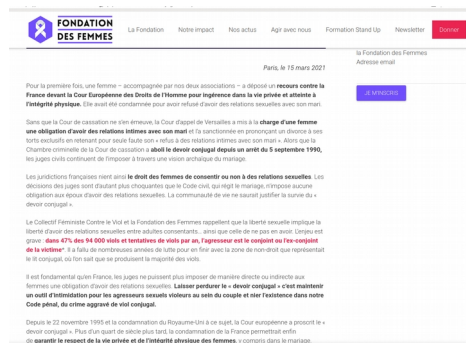 FONDATION
DES FEMMES
La Fondation
Notre impact
Nos actus
Agir avec nous
Formation Stand Up
Newsletter
Donner
la Fondation des Femmes
Adresse email
JE M'INSCRIS
Paris, le 15 mars 2021
Pour la première fois, une femme – accompagnée par nos deux associations – a déposé un recours contre la
France devant la Cour Européenne des Droits de l'Homme pour ingérence dans la vie privée et atteinte à
l'intégrité physique. Elle avait été condamnée pour avoir refusé d'avoir des relations sexuelles avec son mari.
Sans que la Cour de cassation ne s'en émeuve, la Cour d'appel de Versailles a mis à la charge d'une femme
une obligation d'avoir des relations intimes avec son mari et l'a sanctionnée en prononçant un divorce à ses
torts exclusifs en retenant pour seule faute son « refus à des relations intimes avec son mari ». Alors que la
Chambre criminelle de la Cour de cassation a aboli le devoir conjugal depuis un arrêt du 5 septembre 1990,
les juges civils continuent de l'imposer à travers une vision archaïque du mariage.
Les juridictions françaises nient ainsi le droit des femmes de consentir ou non à des relations sexuelles. Les
décisions des juges sont d'autant plus choquantes que le Code civil, qui régit le mariage, n'impose aucune
obligation aux époux d'avoir des relations sexuelles. La communauté de vie ne saurait justifier la survie du «
devoir conjugal ».
Le Collectif Féministe Contre le Viol et la Fondation des Femmes rappellent que la liberté sexuelle implique la
liberté d'avoir des relations sexuelles entre adultes consentants... ainsi que celle de ne pas en avoir. L'enjeu est
grave : dans 47% des 94 000 viols et tentatives de viols par an, l'agresseur est le conjoint ou l'ex-conjoint
de la victime*. Il a fallu de nombreuses années de lutte pour en finir avec la zone de non-droit que représentait
le lit conjugal, où l'on sait que se produisent la majorité des viols.
Il est fondamental qu'en France, les juges ne puissent plus imposer de manière directe ou indirecte aux
femmes une obligation d'avoir des relations sexuelles. Laisser perdurer le « devoir conjugal » c'est maintenir
un outil d'intimidation pour les agresseurs sexuels violeurs au sein du couple et nier l'existence dans notre
Code pénal, du crime aggravé de viol conjugal.
Depuis le 22 novembre 1995 et la condamnation du Royaume-Uni à ce sujet, la Cour européenne a proscrit le «
devoir conjugal ». Plus d'un quart de siècle plus tard, la condamnation de la France permettrait enfin
de garantir le respect de la vie privée et de l'intégrité physique des femmes, y compris dans le mariage.